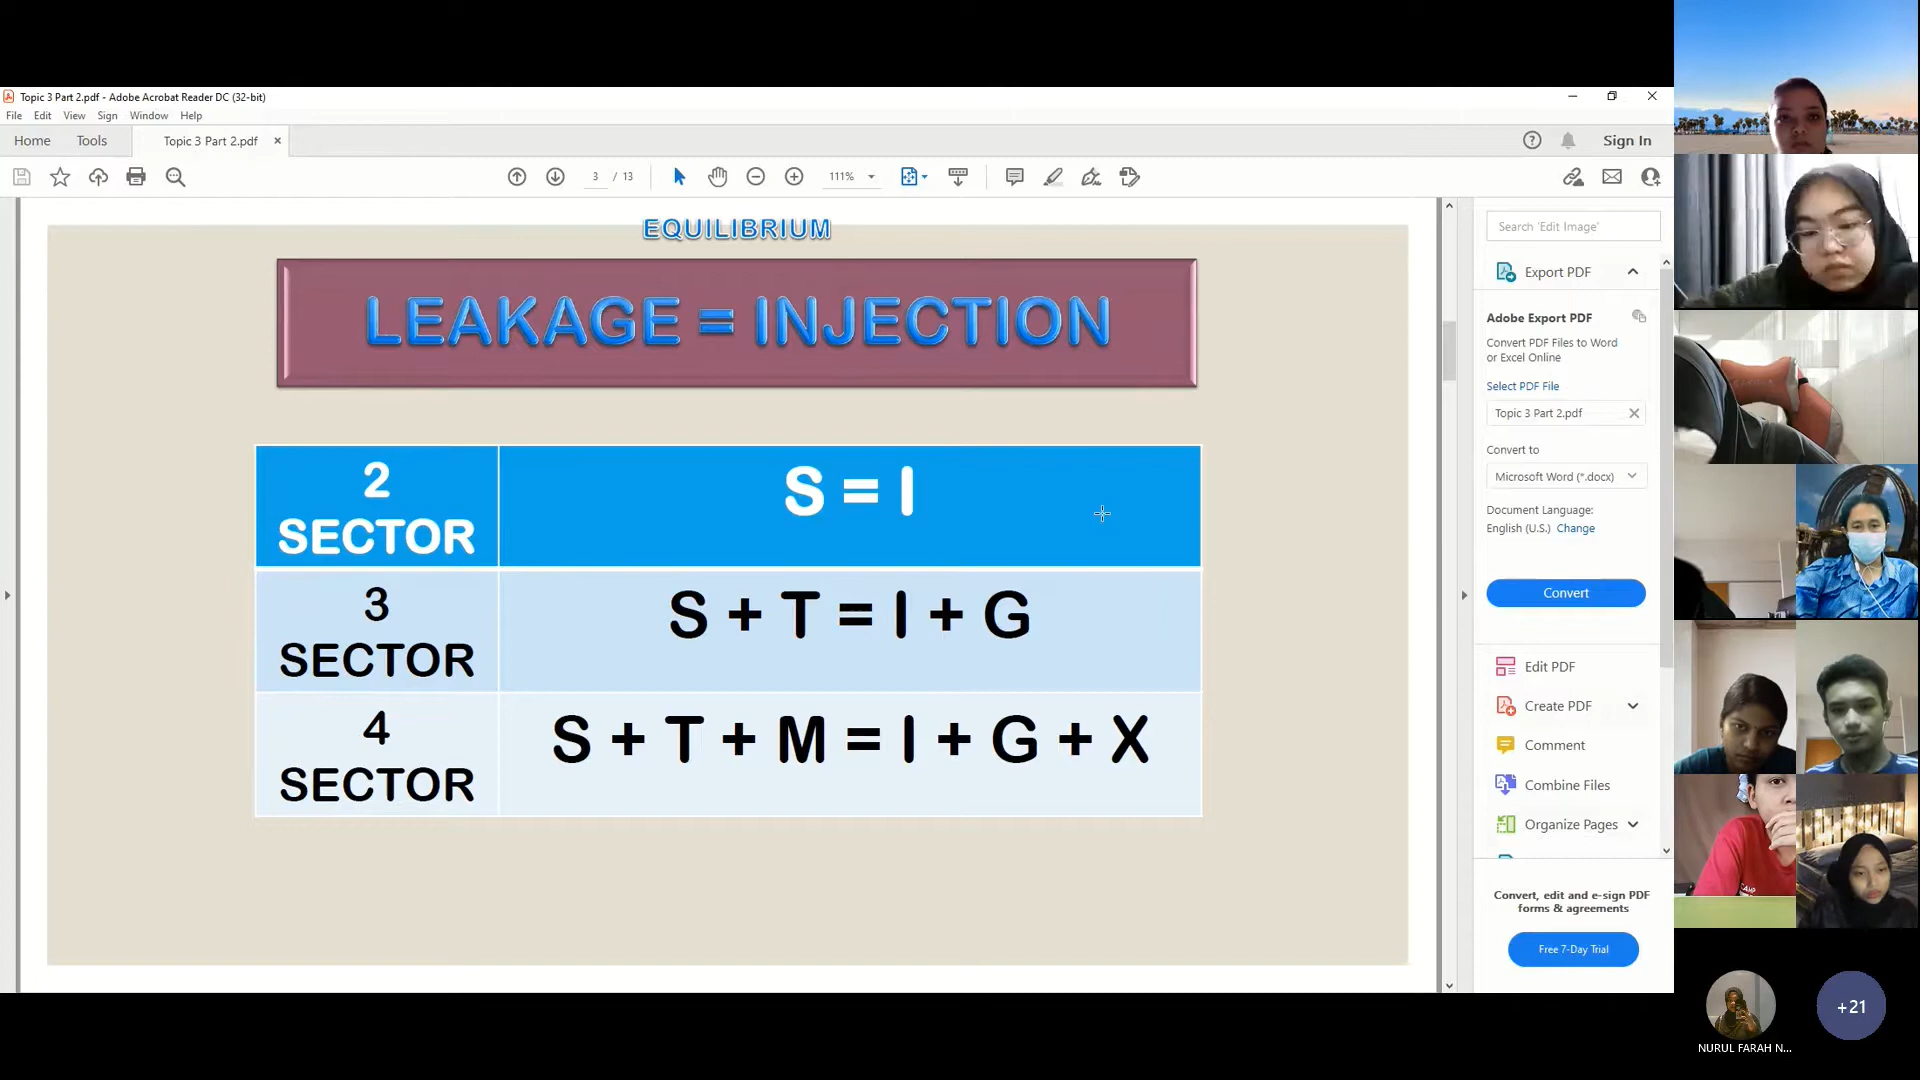 Topic 3 Part 2.pdf - Adobe Acrobat Reader DC (32-bit)
File Edit View Sign Window Help
Home Tools Topic 3 Part 2.pdf × Sign In
3 / 13 111%
EQUILIBRIUM
LEAKAGE = INJECTION
2 SECTOR
S = I
3 SECTOR
S + T = I + G
4 SECTOR
S + T + M = I + G + X
Search 'Edit Image'
Export PDF
Adobe Export PDF
Convert PDF Files to Word
or Excel Online
Select PDF File
Topic 3 Part 2.pdf
Convert to
Microsoft Word (*.docx)
Document Language:
English (U.S.) Change
Convert
Edit PDF
Create PDF
Comment
Combine Files
Organize Pages
Convert, edit and e-sign PDF
forms & agreements
Free 7-Day Trial
CAMP
+21
NURUL FARAH N...